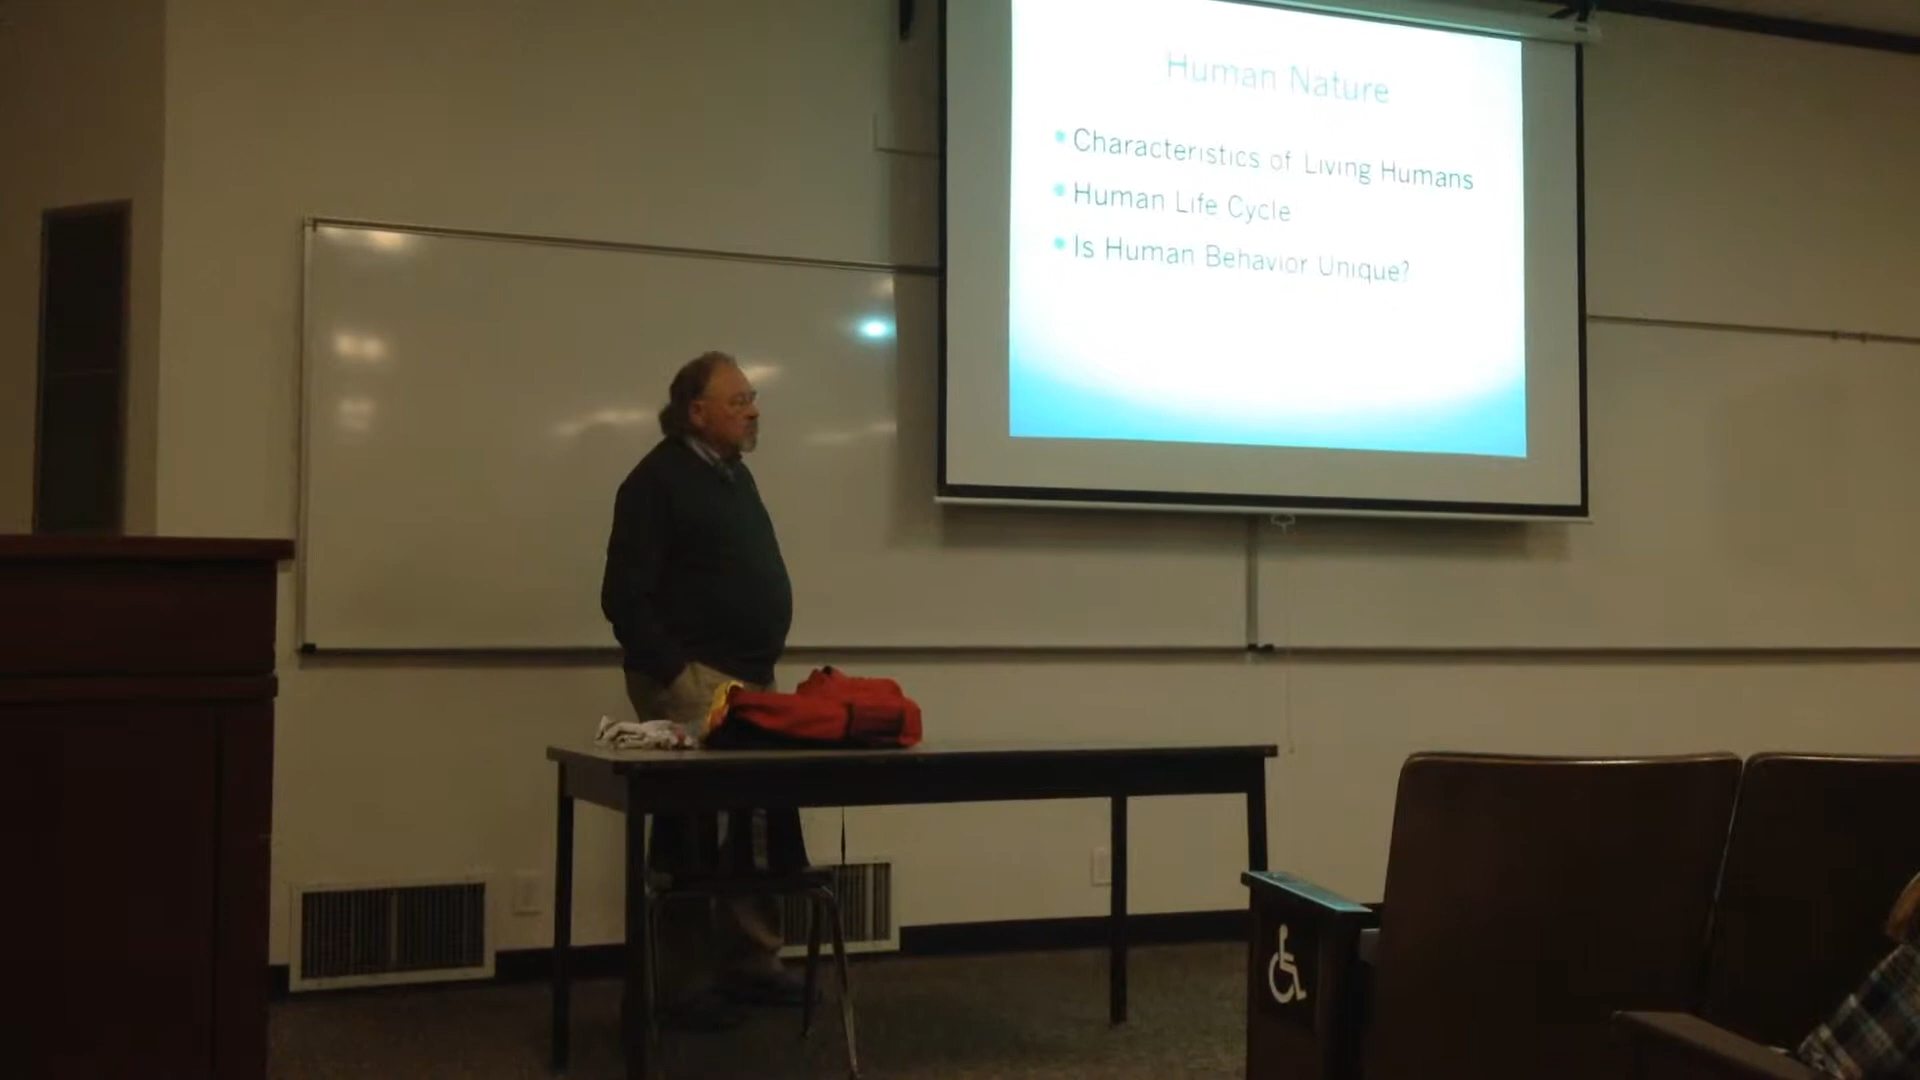 Human Nature
Characteristics of Living Humans
Human Life Cycle
Is Human Behavior Unique?